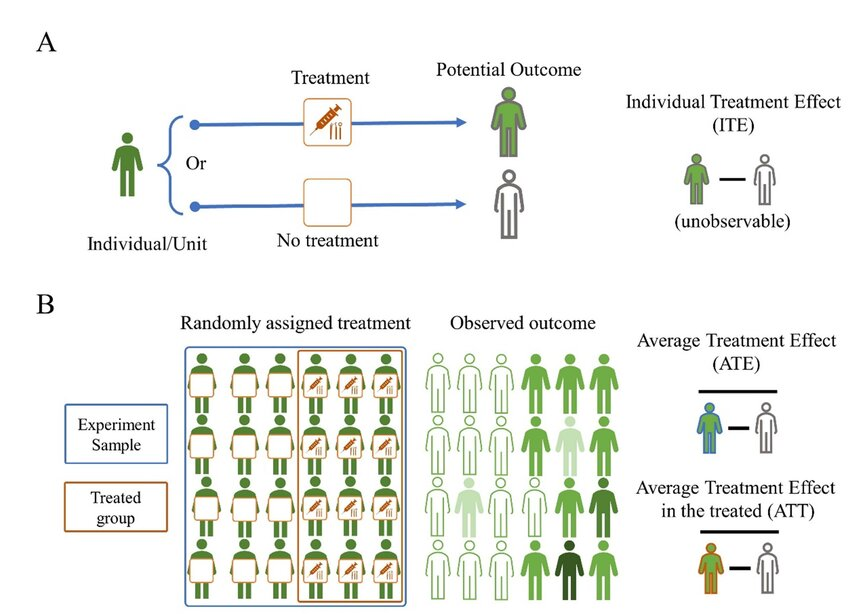 A
Treatment
Potential Outcome
Individual Treatment Effect
(ITE)
Or
(unobservable)
Individual/Unit
No treatment
B
Randomly assigned treatment
Observed outcome
Average Treatment Effect
(ATE)
Experiment
Sample
Treated
group
Average Treatment Effect
in the treated (ATT)